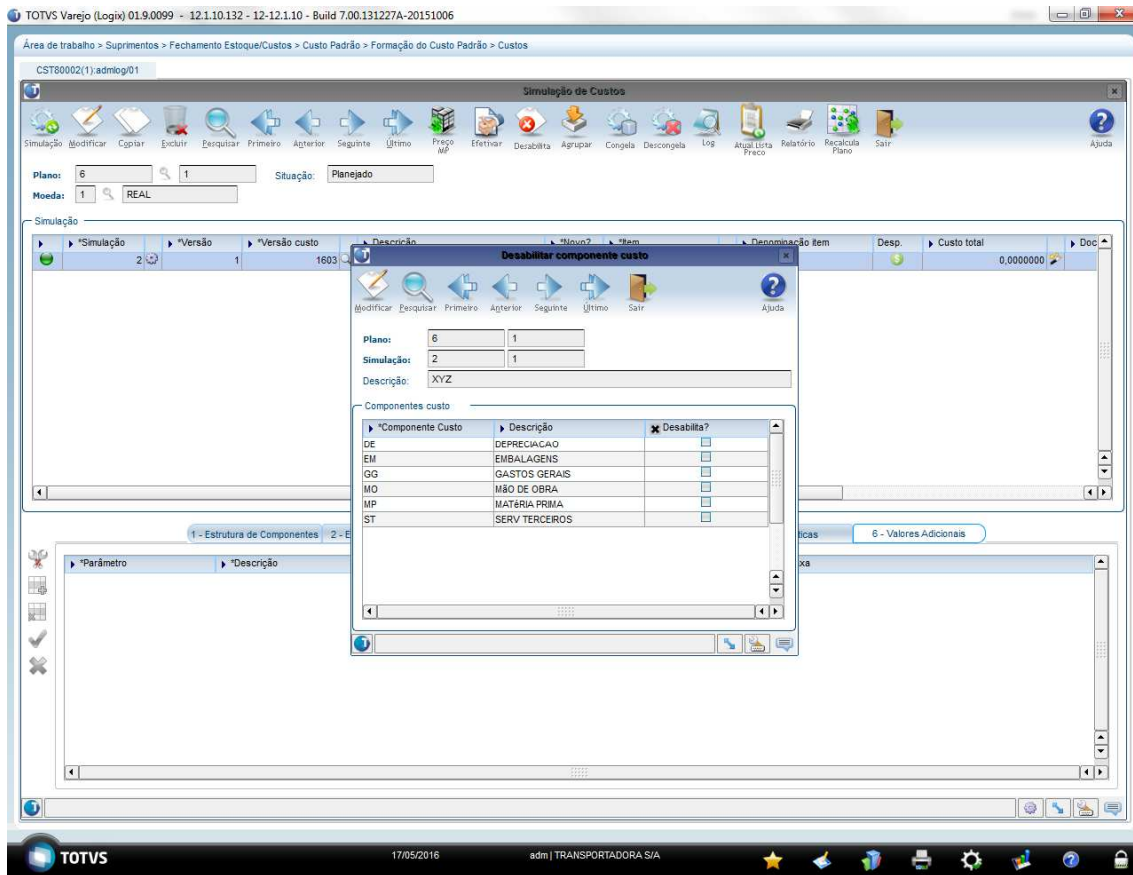 TOTVS Varejo (Logix) 01.9.0099 - 12.1.10.132 - 12-12.1.10 - Build 7.00.131227A-20151006
Área de trabalho > Suprimentos > Fechamento Estoque/Custos > Custo Padrão > Formação do Custo Padrão > Custos
CST80002(1):admlog/01
Simulação de Custos
Simulação Modificar Copiar Excluir Pesquisar Primeiro Anterior Seguinte Último Preço MP Efetivar Desabilita Agrupar Congela Descongela Log Atual.Lista Preco Relatório Recalcula Plano Sair Ajuda
Plano: 6 1 Situação: Planejado
Moeda: 1 REAL
Simulação
*Simulação *Versão *Versão custo Descrição *Novo? *Item Denominação item Desp. Custo total Doc
2 1 1603 0,0000000
Desabilitar componente custo
Modificar Pesquisar Primeiro Anterior Seguinte Último Sair Ajuda
Plano: 6 1
Simulação: 2 1
Descrição: XYZ
Componentes custo
*Componente Custo Descrição Desabilita?
DE DEPRECIACAO
EM EMBALAGENS
GG GASTOS GERAIS
MO MãO DE OBRA
MP MATéRIA PRIMA
ST SERV TERCEIROS
1 - Estrutura de Componentes 2 - E ticas 6 - Valores Adicionais
*Parâmetro *Descrição xa
TOTVS 17/05/2016 adm | TRANSPORTADORA S/A